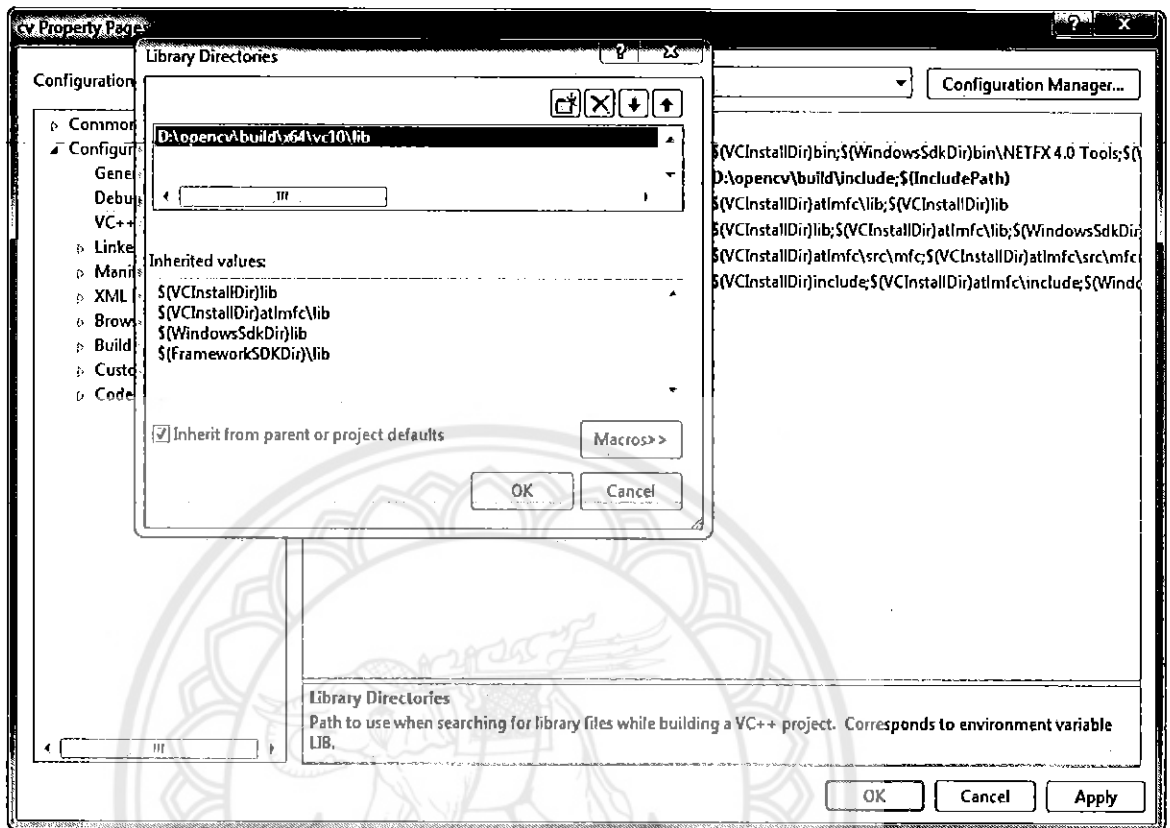 cv Property Page
Library Directories
Configuration
Configuration Manager...
Common
Configur
Gene
Debu
VC++
Linke
Manif
XML
Brows
Build
Custo
Code
D:\opencv\build\x64\vc10\lib
Inherited values:
$(VCInstallDir)lib
$(VCInstallDir)atlmfc\lib
$(WindowsSdkDir)lib
$(FrameworkSDKDir)\lib
Inherit from parent or project defaults
Macros>>
OK
Cancel
$(VCInstallDir)bin;$(WindowsSdkDir)bin\NETFX 4.0 Tools;$(V
D:\opencv\build\include;$(IncludePath)
$(VCInstallDir)atlmfc\lib;$(VCInstallDir)lib
$(VCInstallDir)lib;$(VCInstallDir)atlmfc\lib;$(WindowsSdkDir
$(VCInstallDir)atlmfc\src\mfc;$(VCInstallDir)atlmfc\src\mfc
$(VCInstallDir)include;$(VCInstallDir)atlmfc\include;$(Windo
Library Directories
Path to use when searching for library files while building a VC++ project. Corresponds to environment variable
LIB.
OK
Cancel
Apply